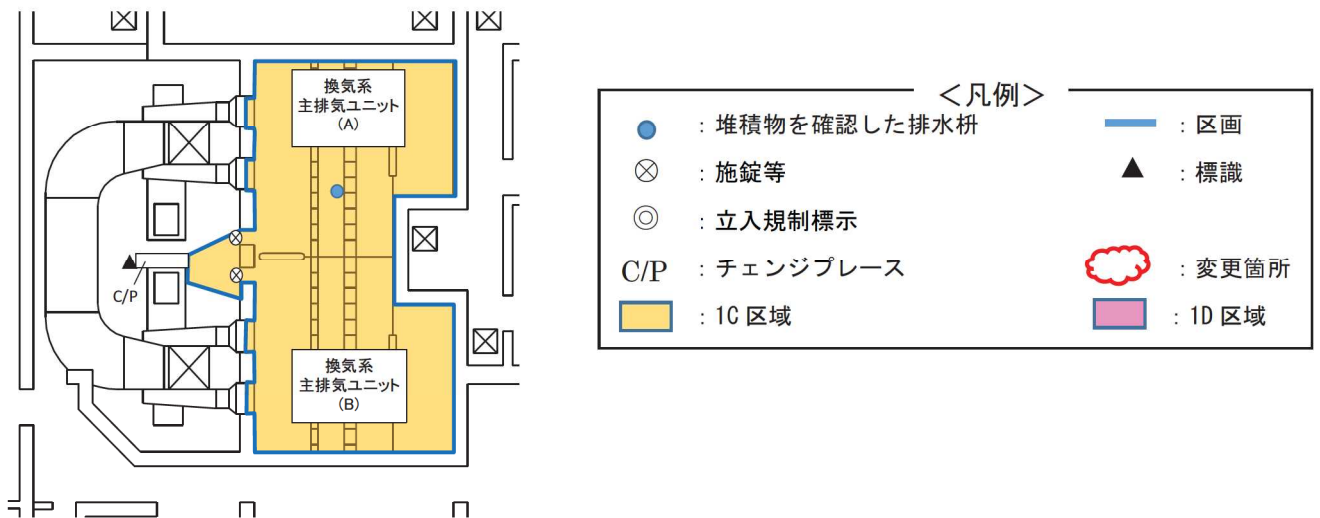 換気系
主排気ユニット
(A)
C/P
換気系
主排気ユニット
(B)
＜凡例＞
：堆積物を確認した排水枡
：区画
：施錠等
：標識
：立入規制標示
C/P ：チェンジプレース
：変更箇所
：1C 区域
：1D 区域